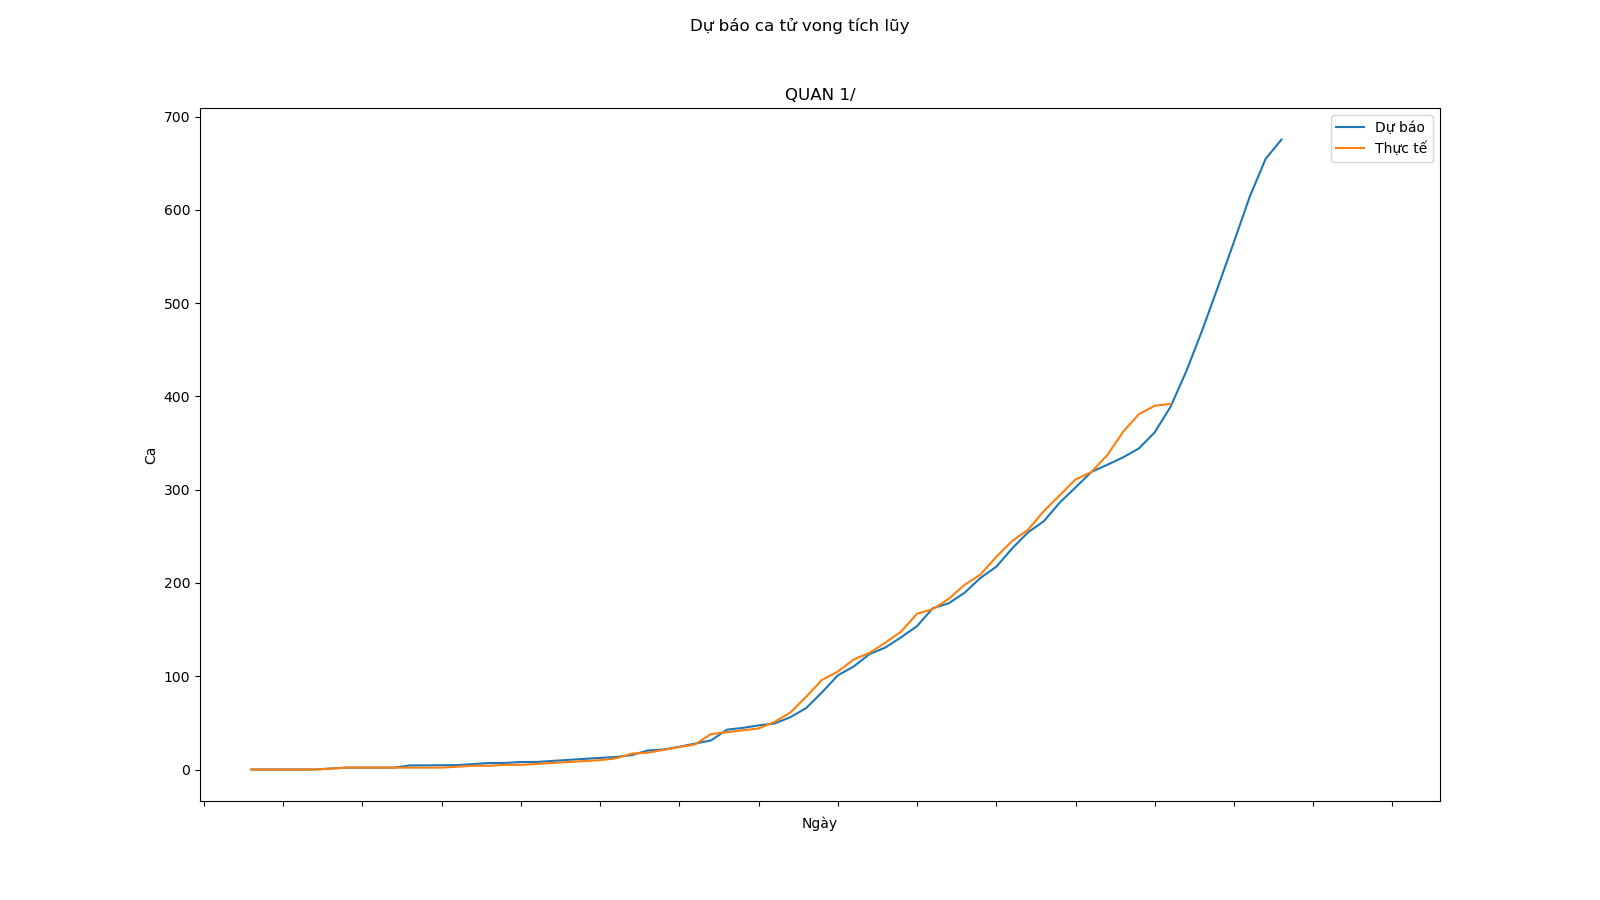 Dự báo ca tử vong tích lũy
QUAN 1/
Dự báo
Thực tế
700
600
500
400
300
200
100
0
Ca
Ngày